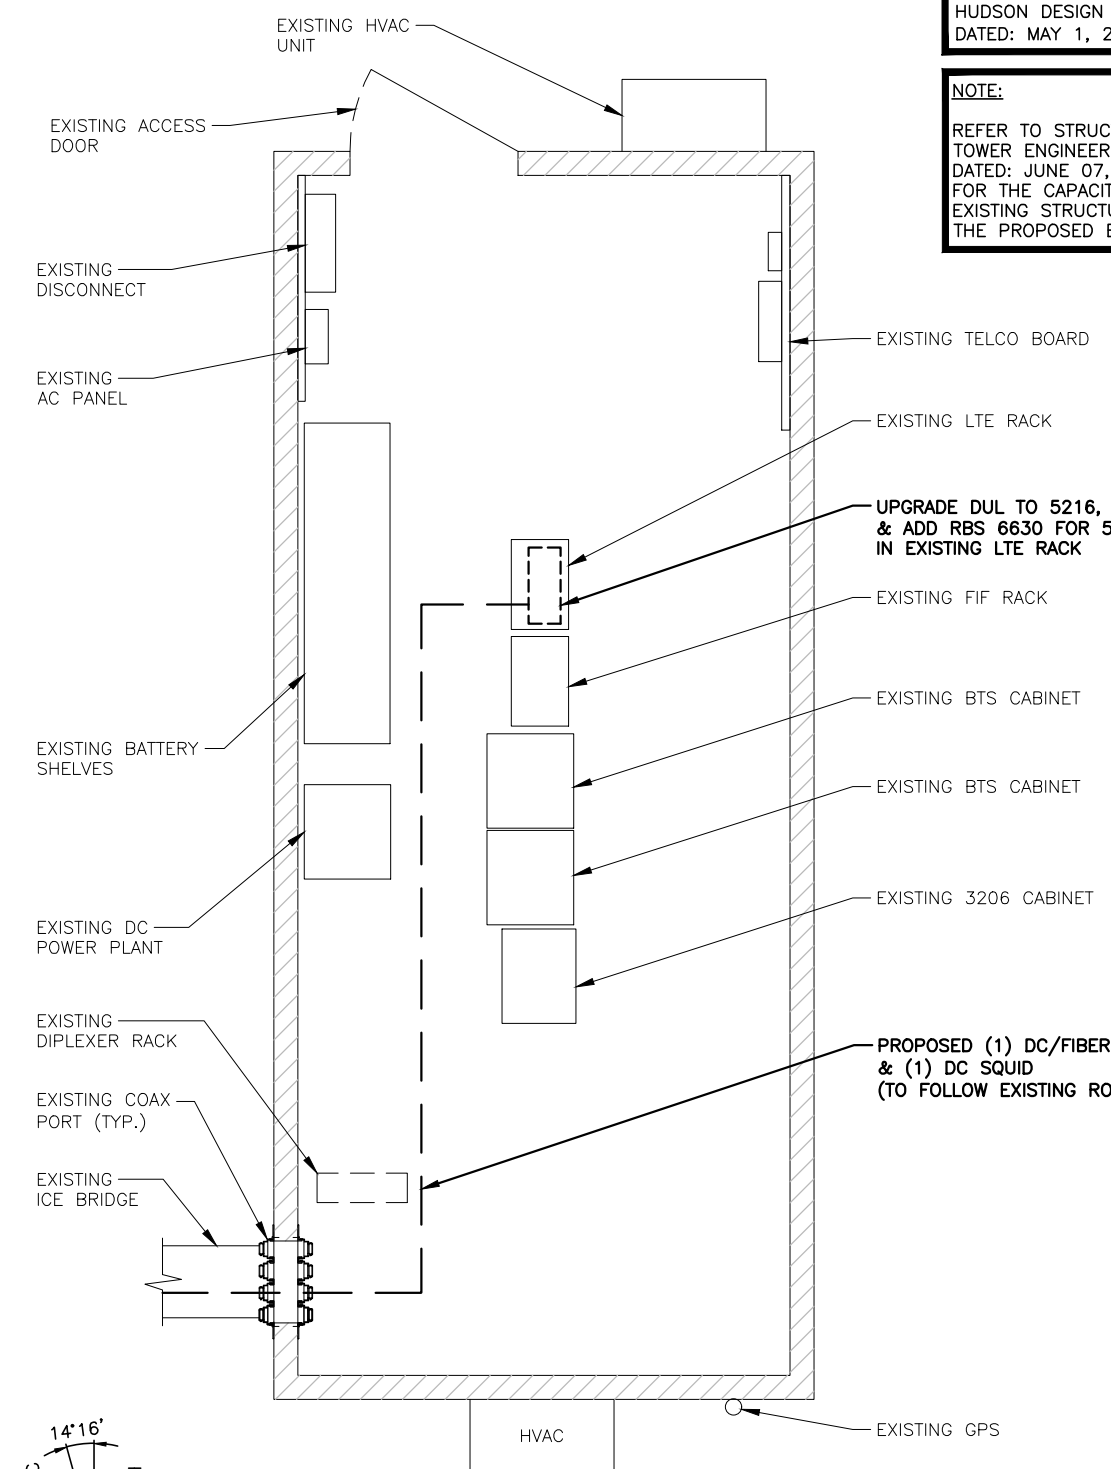 HUDSON DESIGN
DATED: MAY 1, 2
NOTE:
REFER TO STRUC
TOWER ENGINEER
DATED: JUNE 07,
FOR THE CAPACIT
EXISTING STRUCTU
THE PROPOSED E
EXISTING HVAC
UNIT
EXISTING ACCESS
DOOR
EXISTING
DISCONNECT
EXISTING
AC PANEL
EXISTING TELCO BOARD
EXISTING LTE RACK
UPGRADE DUL TO 5216,
& ADD RBS 6630 FOR 5
IN EXISTING LTE RACK
EXISTING FIF RACK
EXISTING BTS CABINET
EXISTING BATTERY
SHELVES
EXISTING BTS CABINET
EXISTING 3206 CABINET
EXISTING DC
POWER PLANT
EXISTING
DIPLEXER RACK
PROPOSED (1) DC/FIBER
& (1) DC SQUID
(TO FOLLOW EXISTING RO
EXISTING COAX
PORT (TYP.)
EXISTING
ICE BRIDGE
HVAC
EXISTING GPS
14°16'